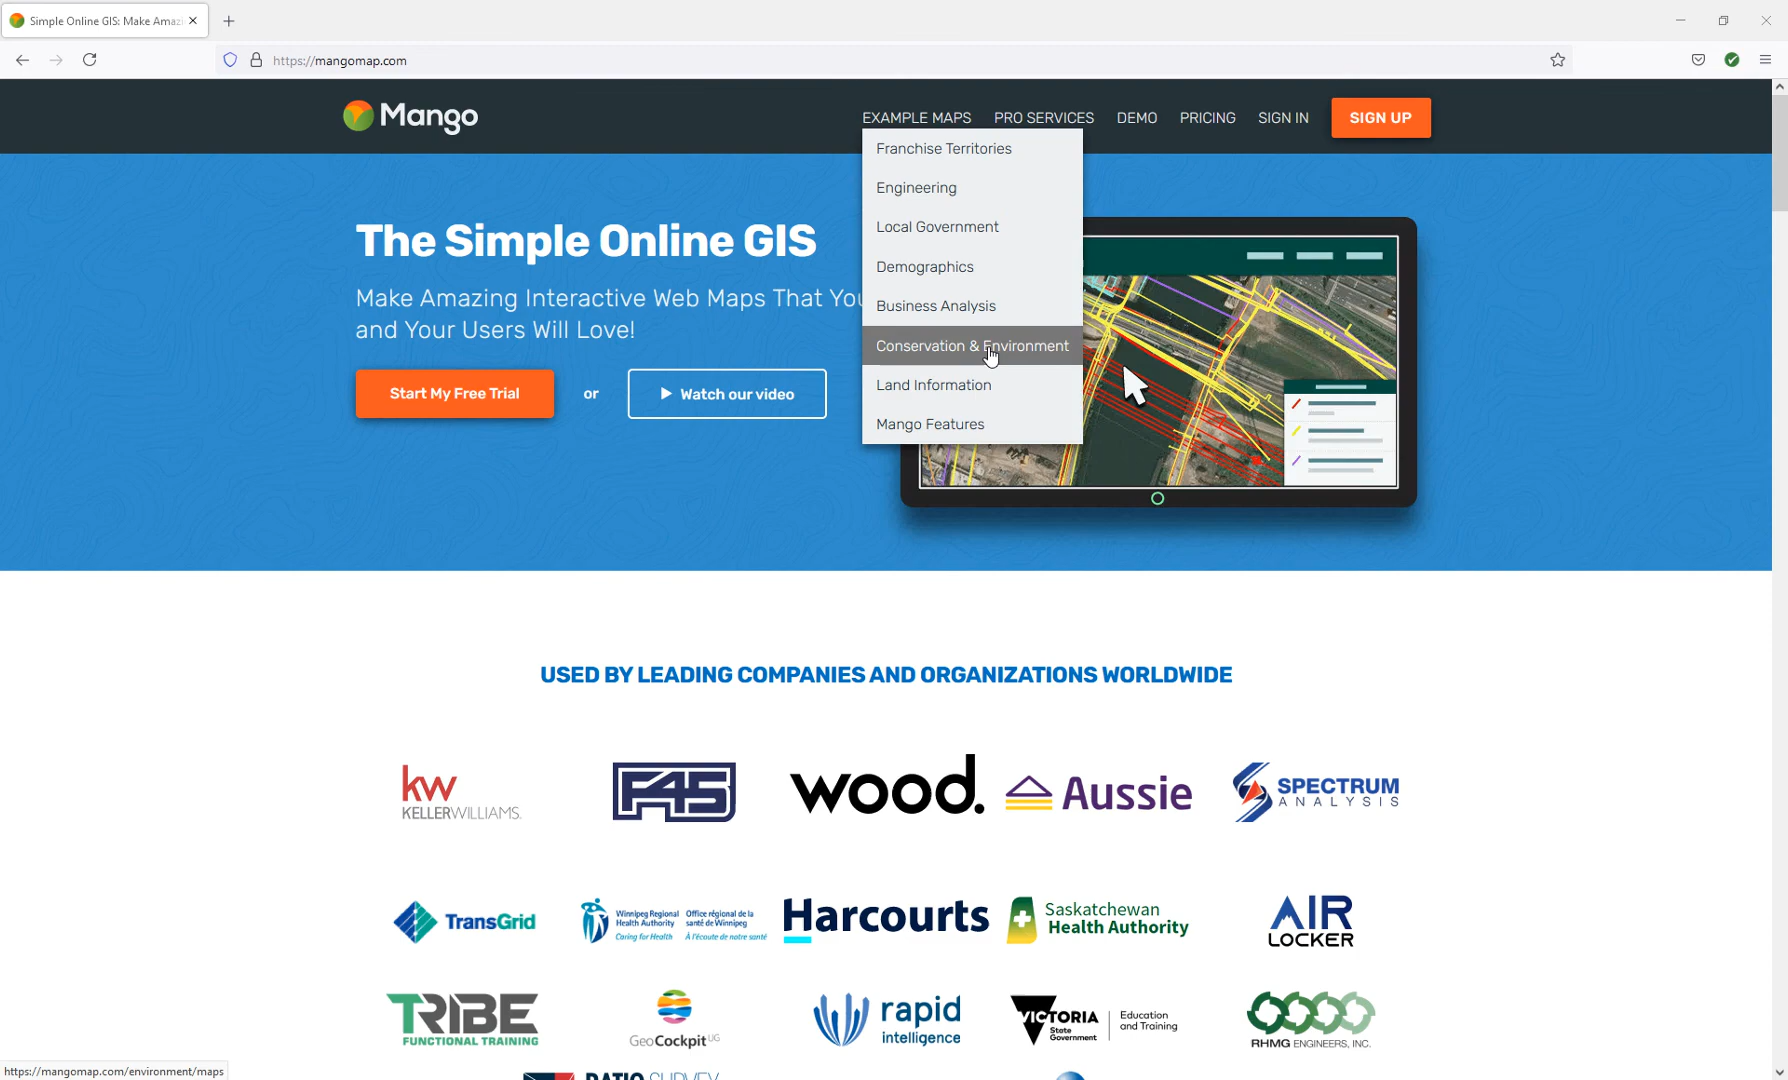 Simple Online GIS: Make Amaz
https://mangomap.com
Mango
EXAMPLE MAPS
PRO SERVICES
DEMO
PRICING
SIGN IN
SIGN UP
Franchise Territories
Engineering
Local Government
Demographics
Business Analysis
Conservation & Environment
Land Information
Mango Features
The Simple Online GIS
Make Amazing Interactive Web Maps That You
and Your Users Will Love!
Start My Free Trial
or
Watch our video
USED BY LEADING COMPANIES AND ORGANIZATIONS WORLDWIDE
kw
KELLERWILLIAMS.
F45
wood.
Aussie
SPECTRUM
ANALYSIS
TransGrid
Winnipeg Regional
Health Authority
Caring for Health
Office régional de la
santé de Winnipeg
À l'écoute de notre santé
Harcourts
Saskatchewan
Health Authority
AIR
LOCKER
TRIBE
FUNCTIONAL TRAINING
GeoCockpit UG
rapid
intelligence
VICTORIA
State
Government
Education
and Training
RHMG ENGINEERS, INC.
https://mangomap.com/environment/maps